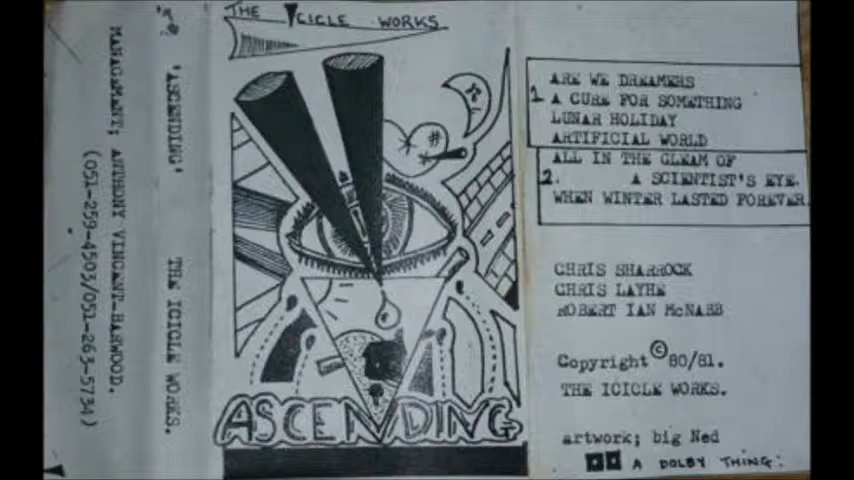 MANAGEMENT; ANTHONY VINCENT-HARWOOD.
(051-259-4503/051-263-5734)
'ASCENDING' THE ICICLE WORKS.
THE ICICLE WORKS
ASCENDING
ARE WE DREAMERS
1 A CURE FOR SOMETHING
LUNAR HOLIDAY
ARTIFICIAL WORLD
ALL IN THE GLEAM OF
2. A SCIENTIST'S EYE.
WHEN WINTER LASTED FOREVER
CHRIS SHARROCK
CHRIS LAYHE
ROBERT IAN McNABB
Copyright © 80/81.
THE ICICLE WORKS.
artwork; big Ned
A DOLBY THING: